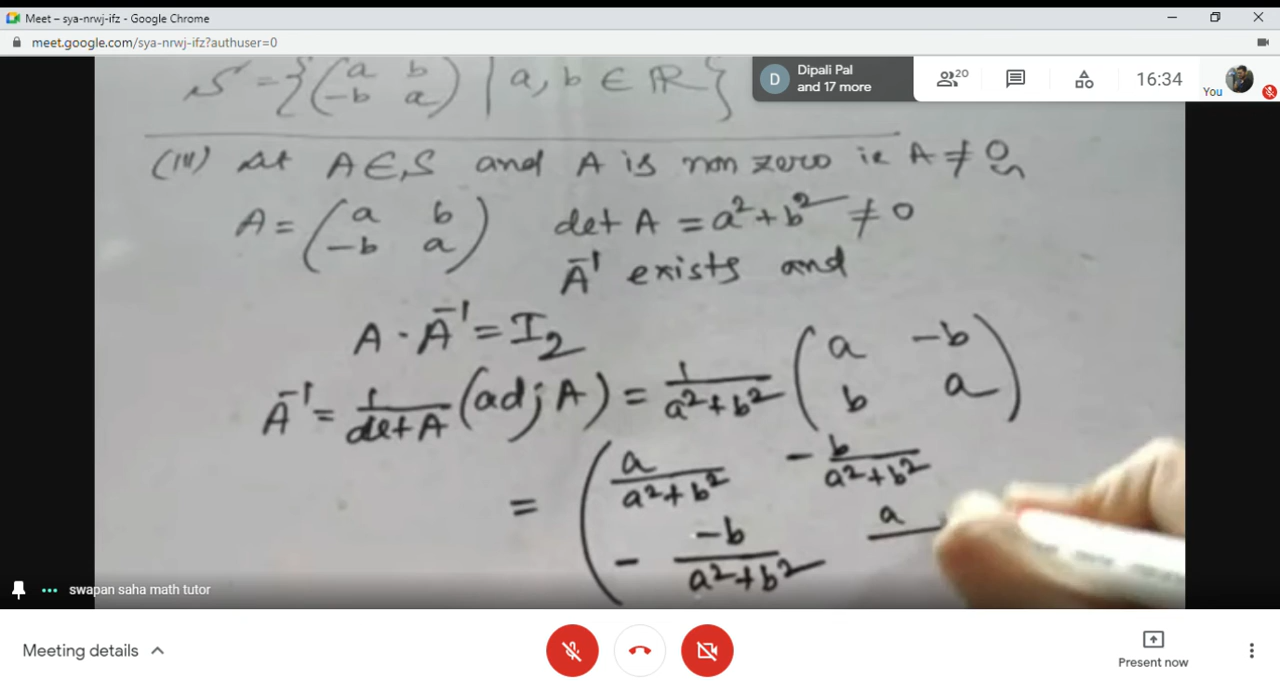 Meet – sya-nrwj-ifz - Google Chrome
meet.google.com/sya-nrwj-ifz?authuser=0
D
Dipali Pal
and 17 more
20
16:34
You
S = {(a b
-b a) | a, b ∈ ℝ}
(IV) Let A ∈ S and A is non zero ie A ≠ 0
A = (a b
-b a) det A = a² + b² ≠ 0
A⁻¹ exists and
A · A⁻¹ = I₂
A⁻¹ = 1/det A (adj A) = 1/a²+b² (a -b
b a)
= (a/a²+b² - b/a²+b²
- -b/a²+b² a
swapan saha math tutor
Meeting details
Present now